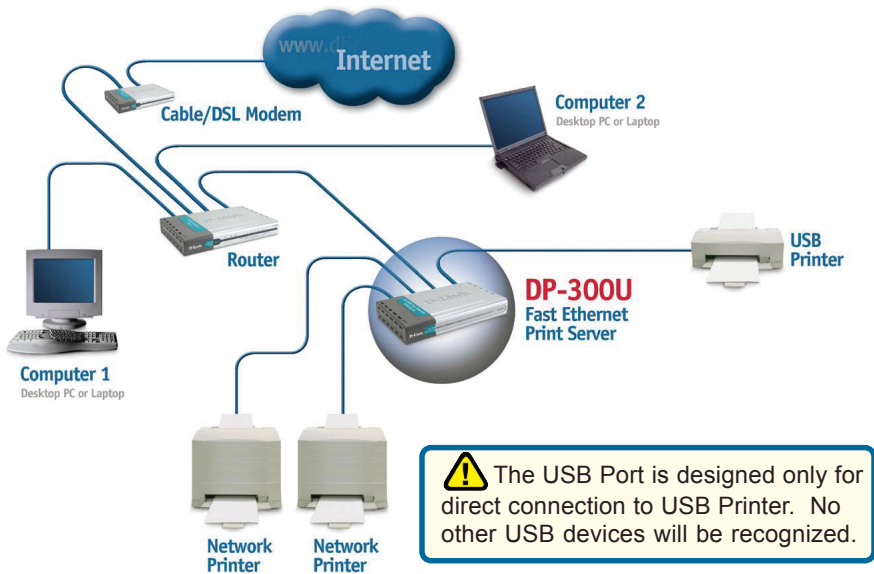 www.dli
Internet
Cable/DSL Modem
Computer 2
Desktop PC or Laptop
Router
USB
Printer
D-Link
DP-300U
Fast Ethernet
Print Server
Computer 1
Desktop PC or Laptop
The USB Port is designed only for
direct connection to USB Printer. No
other USB devices will be recognized.
Network
Printer
Network
Printer